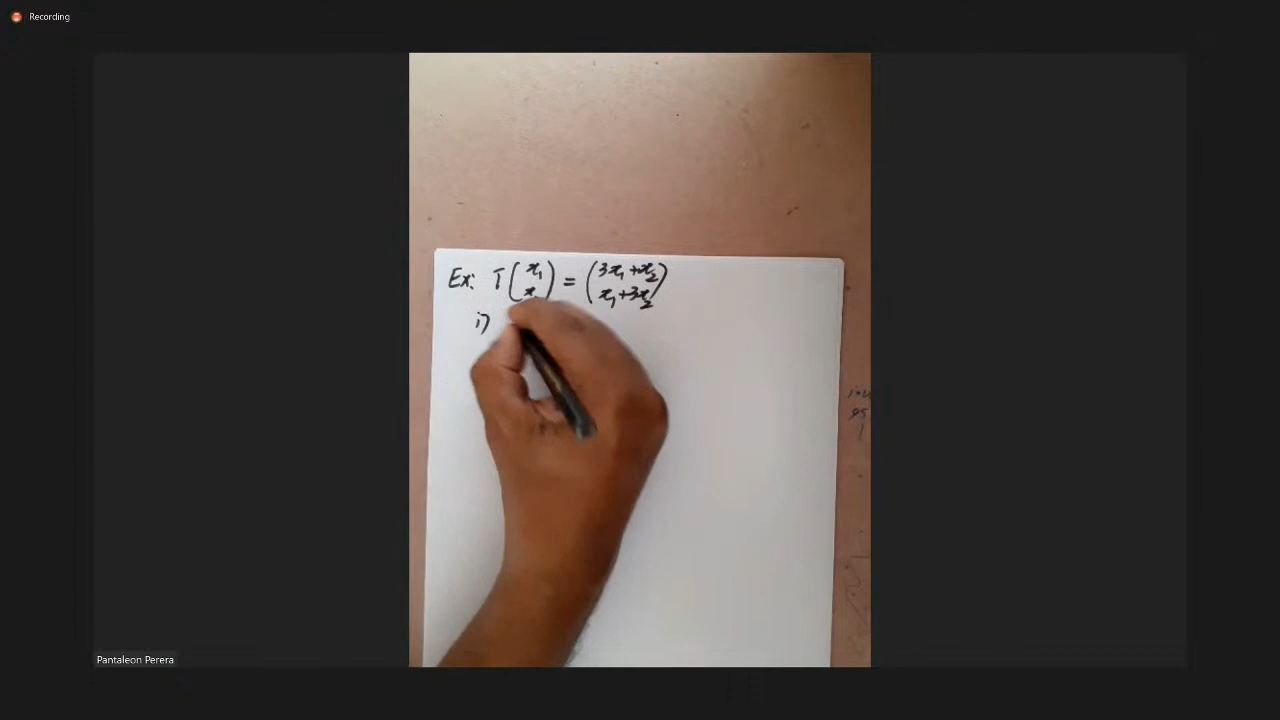 Recording
Ex: T(x₁ x₂) = (3x₁+x₂
x₁+3x₂)
i)
Pantaleon Perera